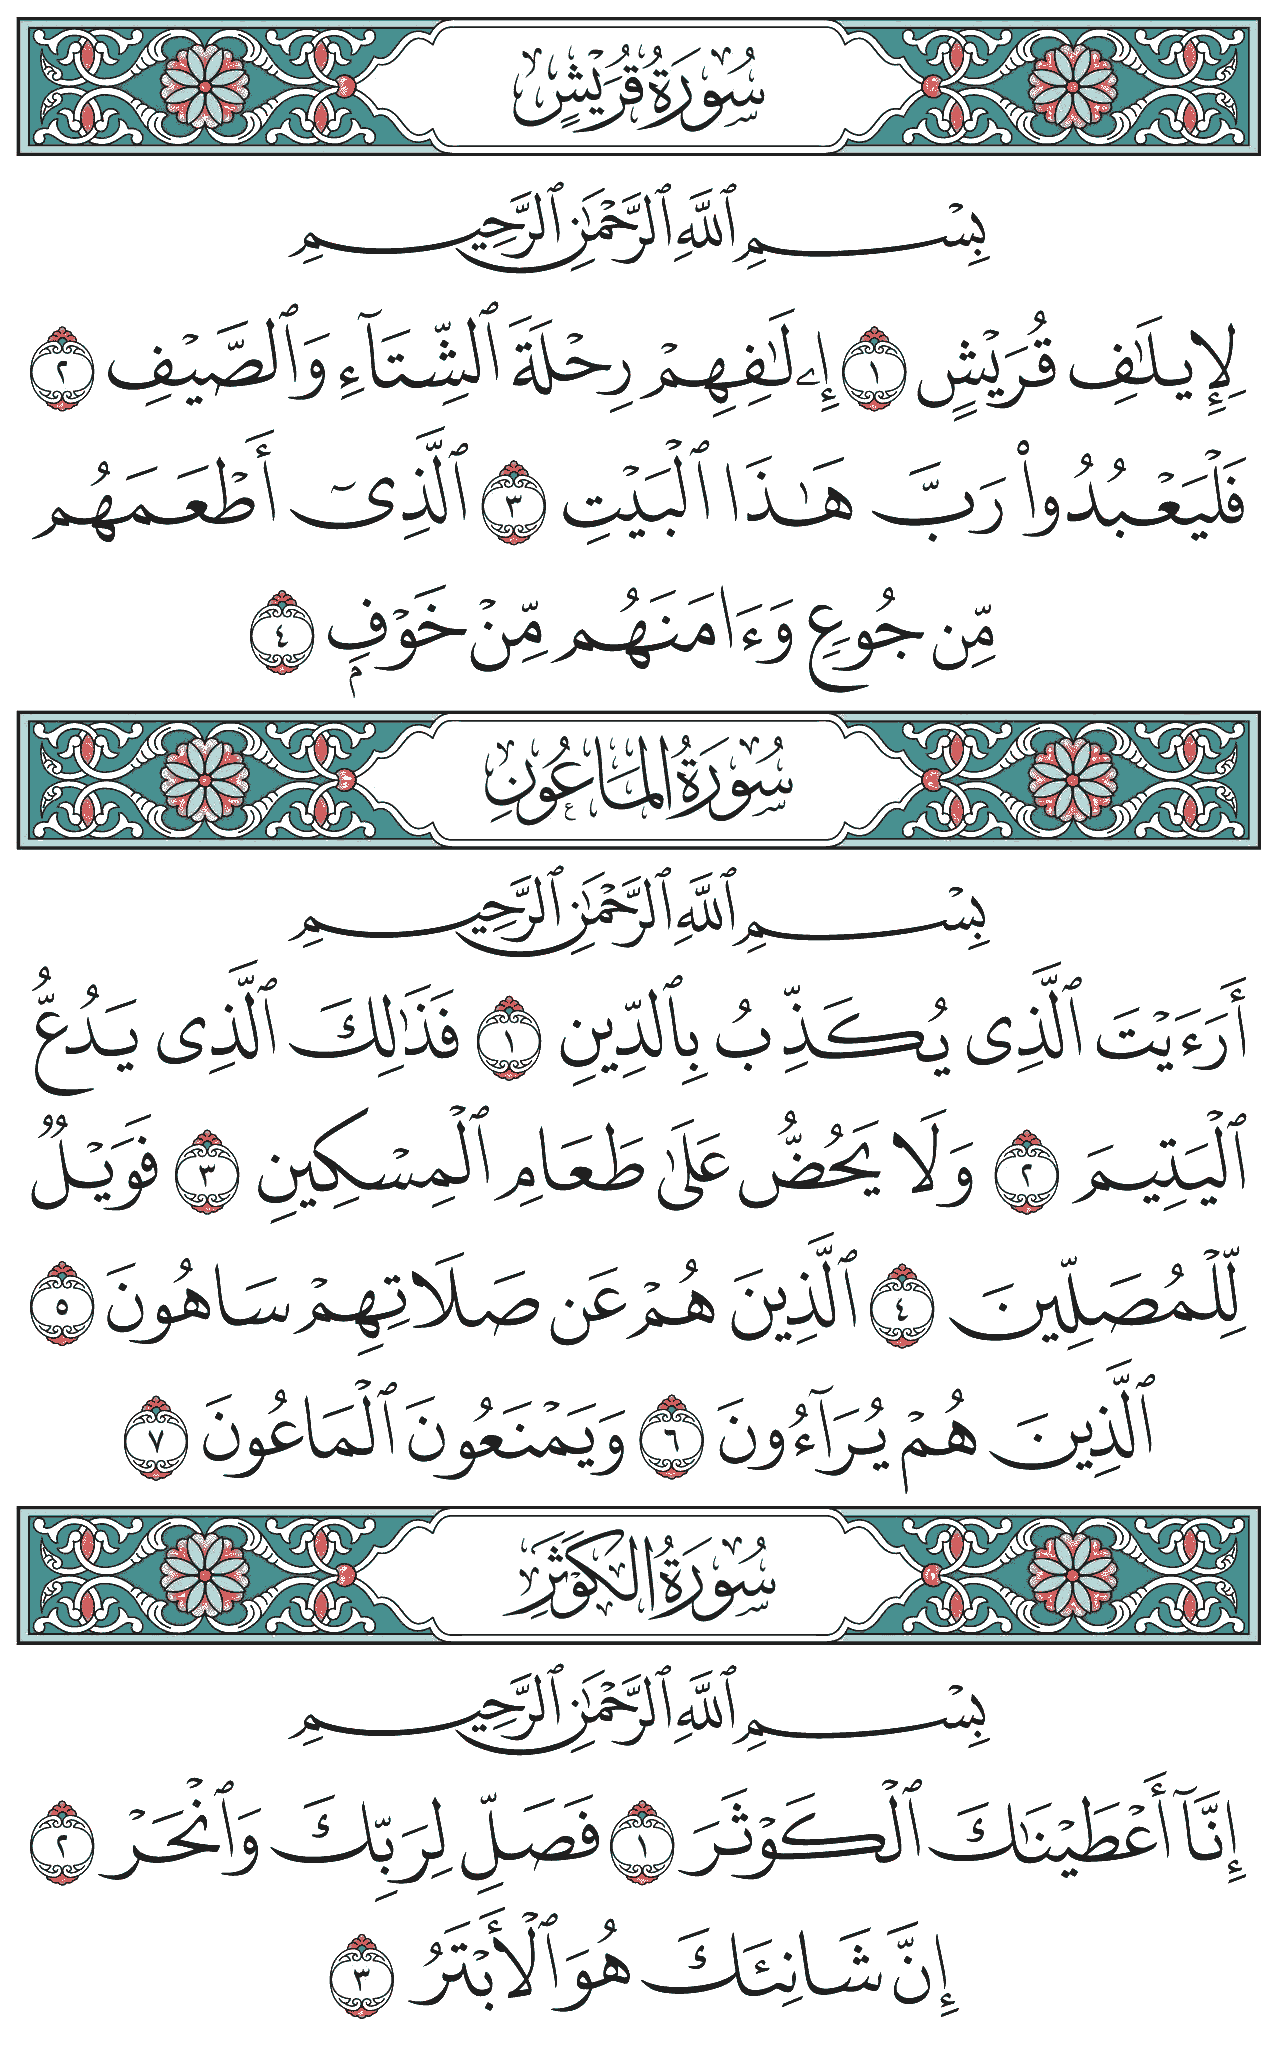 سُورَةُ قُرَيْشٍ
بِسْمِ ٱللَّهِ ٱلرَّحْمَٰنِ ٱلرَّحِيمِ
لِإِيلَٰفِ قُرَيْشٍ ١ إِۦلَٰفِهِمْ رِحْلَةَ ٱلشِّتَآءِ وَٱلصَّيْفِ ٢
فَلْيَعْبُدُوا۟ رَبَّ هَٰذَا ٱلْبَيْتِ ٣ ٱلَّذِىٓ أَطْعَمَهُم
مِّن جُوعٍ وَءَامَنَهُم مِّنْ خَوْفٍۭ ٤
سُورَةُ المَاعُونِ
بِسْمِ ٱللَّهِ ٱلرَّحْمَٰنِ ٱلرَّحِيمِ
أَرَءَيْتَ ٱلَّذِى يُكَذِّبُ بِٱلدِّينِ ١ فَذَٰلِكَ ٱلَّذِى يَدُعُّ
ٱلْيَتِيمَ ٢ وَلَا يَحُضُّ عَلَىٰ طَعَامِ ٱلْمِسْكِينِ ٣ فَوَيْلٌ
لِّلْمُصَلِّينَ ٤ ٱلَّذِينَ هُمْ عَن صَلَاتِهِمْ سَاهُونَ ٥
ٱلَّذِينَ هُمْ يُرَآءُونَ ٦ وَيَمْنَعُونَ ٱلْمَاعُونَ ٧
سُورَةُ الكَوْثَرِ
بِسْمِ ٱللَّهِ ٱلرَّحْمَٰنِ ٱلرَّحِيمِ
إِنَّآ أَعْطَيْنَٰكَ ٱلْكَوْثَرَ ١ فَصَلِّ لِرَبِّكَ وَٱنْحَرْ ٢
إِنَّ شَانِئَكَ هُوَ ٱلْأَبْتَرُ ٣